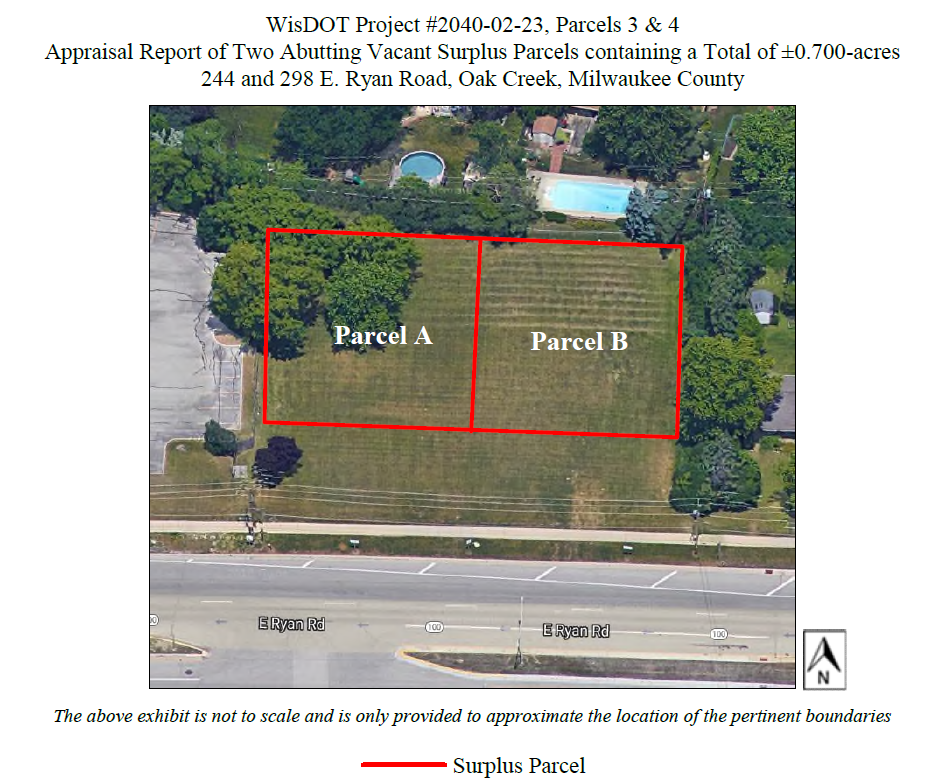 WisDOT Project #2040-02-23, Parcels 3 & 4
Appraisal Report of Two Abutting Vacant Surplus Parcels containing a Total of ±0.700-acres
244 and 298 E. Ryan Road, Oak Creek, Milwaukee County
Parcel A
Parcel B
E Ryan Rd
100
E Ryan Rd
100
N
The above exhibit is not to scale and is only provided to approximate the location of the pertinent boundaries
Surplus Parcel